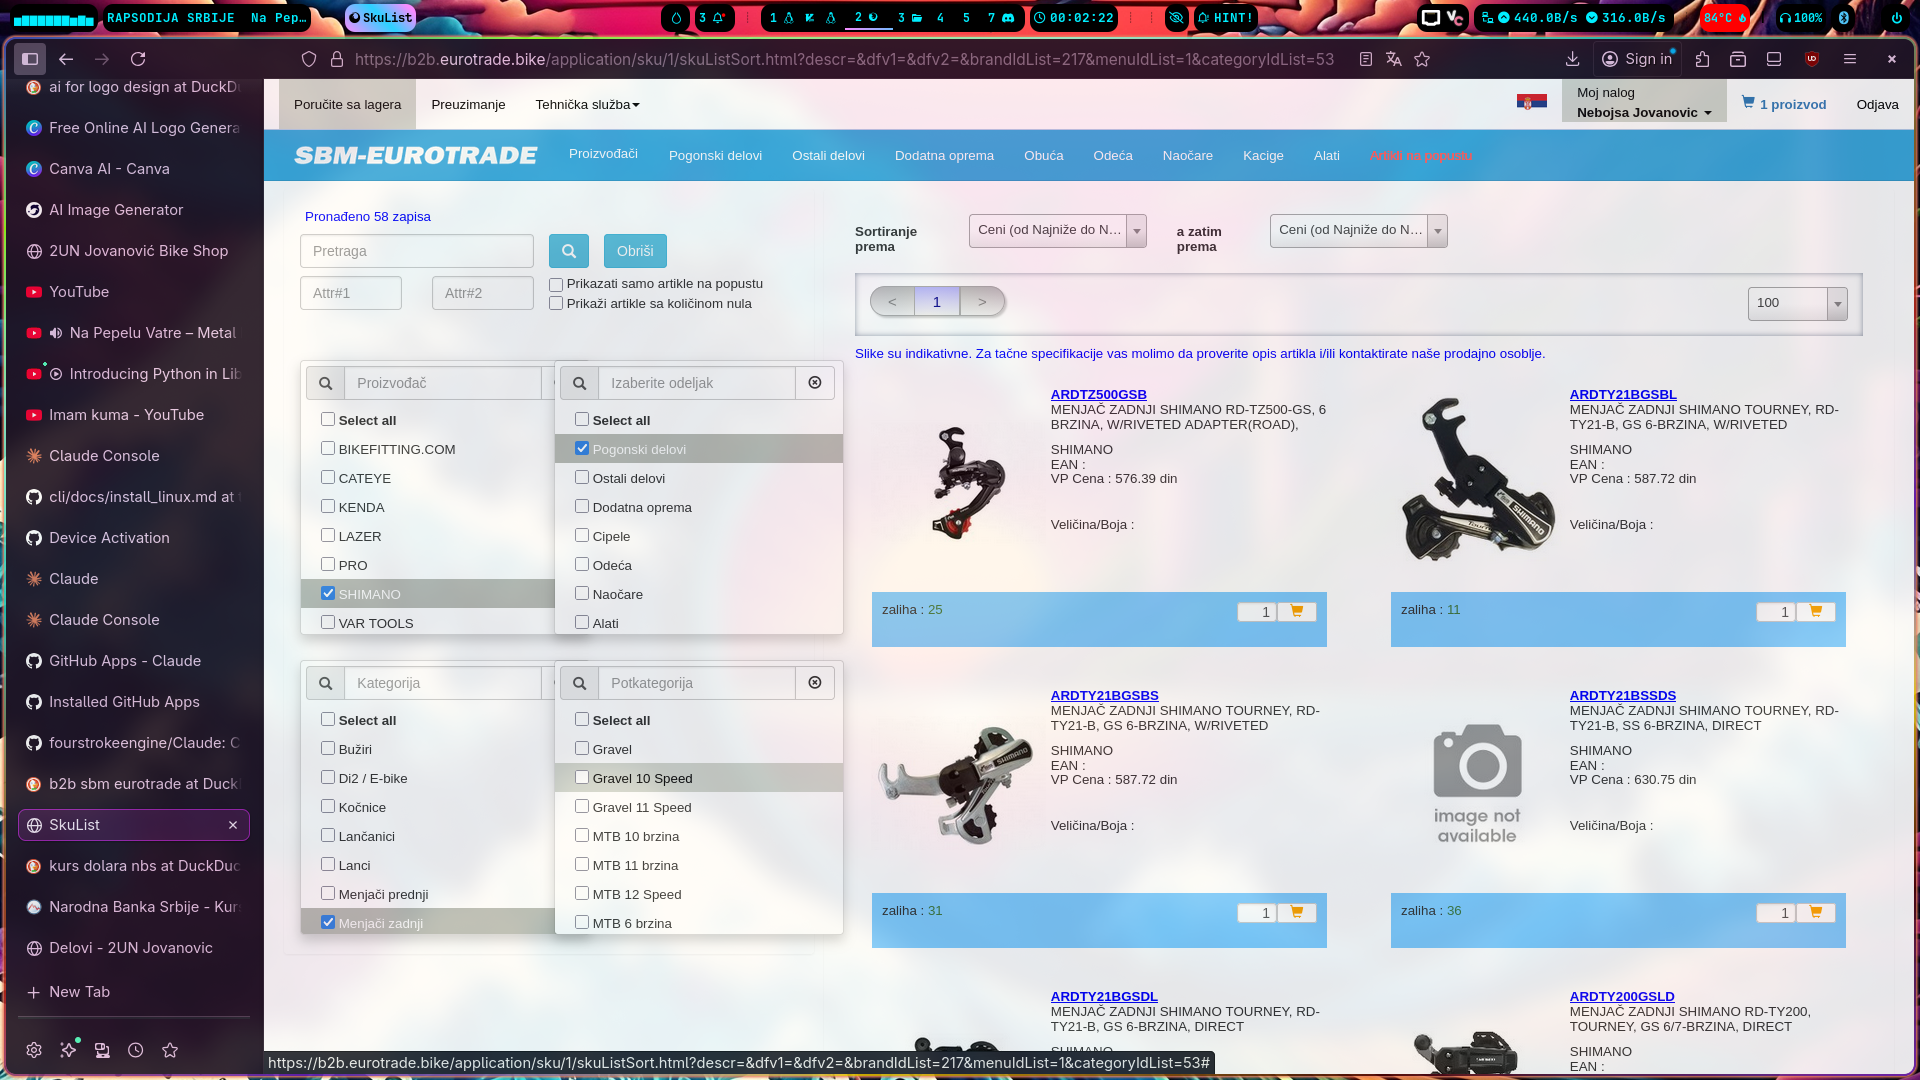 RAPSODIJA SRBIJE  Na Pep…
SkuList
3
1
2
3
4
5
7
00:02:22
HINT!
440.0B/s
316.0B/s
84°C
100%
https://b2b.eurotrade.bike/application/sku/1/skuListSort.html?descr=&dfv1=&dfv2=&brandIdList=217&menuIdList=1&categoryIdList=53
Sign in
ai for logo design at DuckDu
Free Online AI Logo Genera
Canva AI - Canva
AI Image Generator
2UN Jovanović Bike Shop
YouTube
Na Pepelu Vatre – Metal
Introducing Python in Lib
Imam kuma - YouTube
Claude Console
cli/docs/install_linux.md at t
Device Activation
Claude
Claude Console
GitHub Apps - Claude
Installed GitHub Apps
fourstrokeengine/Claude: C
b2b sbm eurotrade at Duck
SkuList
kurs dolara nbs at DuckDuc
Narodna Banka Srbije - Kurs
Delovi - 2UN Jovanovic
New Tab
Poručite sa lagera
Preuzimanje
Tehnička služba
Moj nalog
Nebojsa Jovanovic
1 proizvod
Odjava
SBM-EUROTRADE
Proizvođači
Pogonski delovi
Ostali delovi
Dodatna oprema
Obuća
Odeća
Naočare
Kacige
Alati
Artikli na popustu
Pronađeno 58 zapisa
Pretraga
Obriši
Attr#1
Attr#2
Prikazati samo artikle na popustu
Prikaži artikle sa količinom nula
Sortiranje prema
Ceni (od Najniže do N…
a zatim prema
Ceni (od Najniže do N…
<
1
>
100
Slike su indikativne. Za tačne specifikacije vas molimo da proverite opis artikla i/ili kontaktirate naše prodajno osoblje.
Proizvođač
Select all
BIKEFITTING.COM
CATEYE
KENDA
LAZER
PRO
SHIMANO
VAR TOOLS
Izaberite odeljak
Select all
Pogonski delovi
Ostali delovi
Dodatna oprema
Cipele
Odeća
Naočare
Alati
Kategorija
Select all
Bužiri
Di2 / E-bike
Kočnice
Lančanici
Lanci
Menjači prednji
Menjači zadnji
Potkategorija
Select all
Gravel
Gravel 10 Speed
Gravel 11 Speed
MTB 10 brzina
MTB 11 brzina
MTB 12 Speed
MTB 6 brzina
ARDTZ500GSB
MENJAČ ZADNJI SHIMANO RD-TZ500-GS, 6
BRZINA, W/RIVETED ADAPTER(ROAD),
SHIMANO
EAN :
VP Cena : 576.39 din
Veličina/Boja :
zaliha : 25
1
ARDTY21BGSBL
MENJAČ ZADNJI SHIMANO TOURNEY, RD-
TY21-B, GS 6-BRZINA, W/RIVETED
SHIMANO
EAN :
VP Cena : 587.72 din
Veličina/Boja :
zaliha : 11
1
ARDTY21BGSBS
MENJAČ ZADNJI SHIMANO TOURNEY, RD-
TY21-B, GS 6-BRZINA, W/RIVETED
SHIMANO
EAN :
VP Cena : 587.72 din
Veličina/Boja :
zaliha : 31
1
ARDTY21BSSDS
MENJAČ ZADNJI SHIMANO TOURNEY, RD-
TY21-B, SS 6-BRZINA, DIRECT
SHIMANO
EAN :
VP Cena : 630.75 din
image not
available
Veličina/Boja :
zaliha : 36
1
ARDTY21BGSDL
MENJAČ ZADNJI SHIMANO TOURNEY, RD-
TY21-B, GS 6-BRZINA, DIRECT
SHIMANO
ARDTY200GSLD
MENJAČ ZADNJI SHIMANO RD-TY200,
TOURNEY, GS 6/7-BRZINA, DIRECT
SHIMANO
EAN :
https://b2b.eurotrade.bike/application/sku/1/skuListSort.html?descr=&dfv1=&dfv2=&brandIdList=217&menuIdList=1&categoryIdList=53#